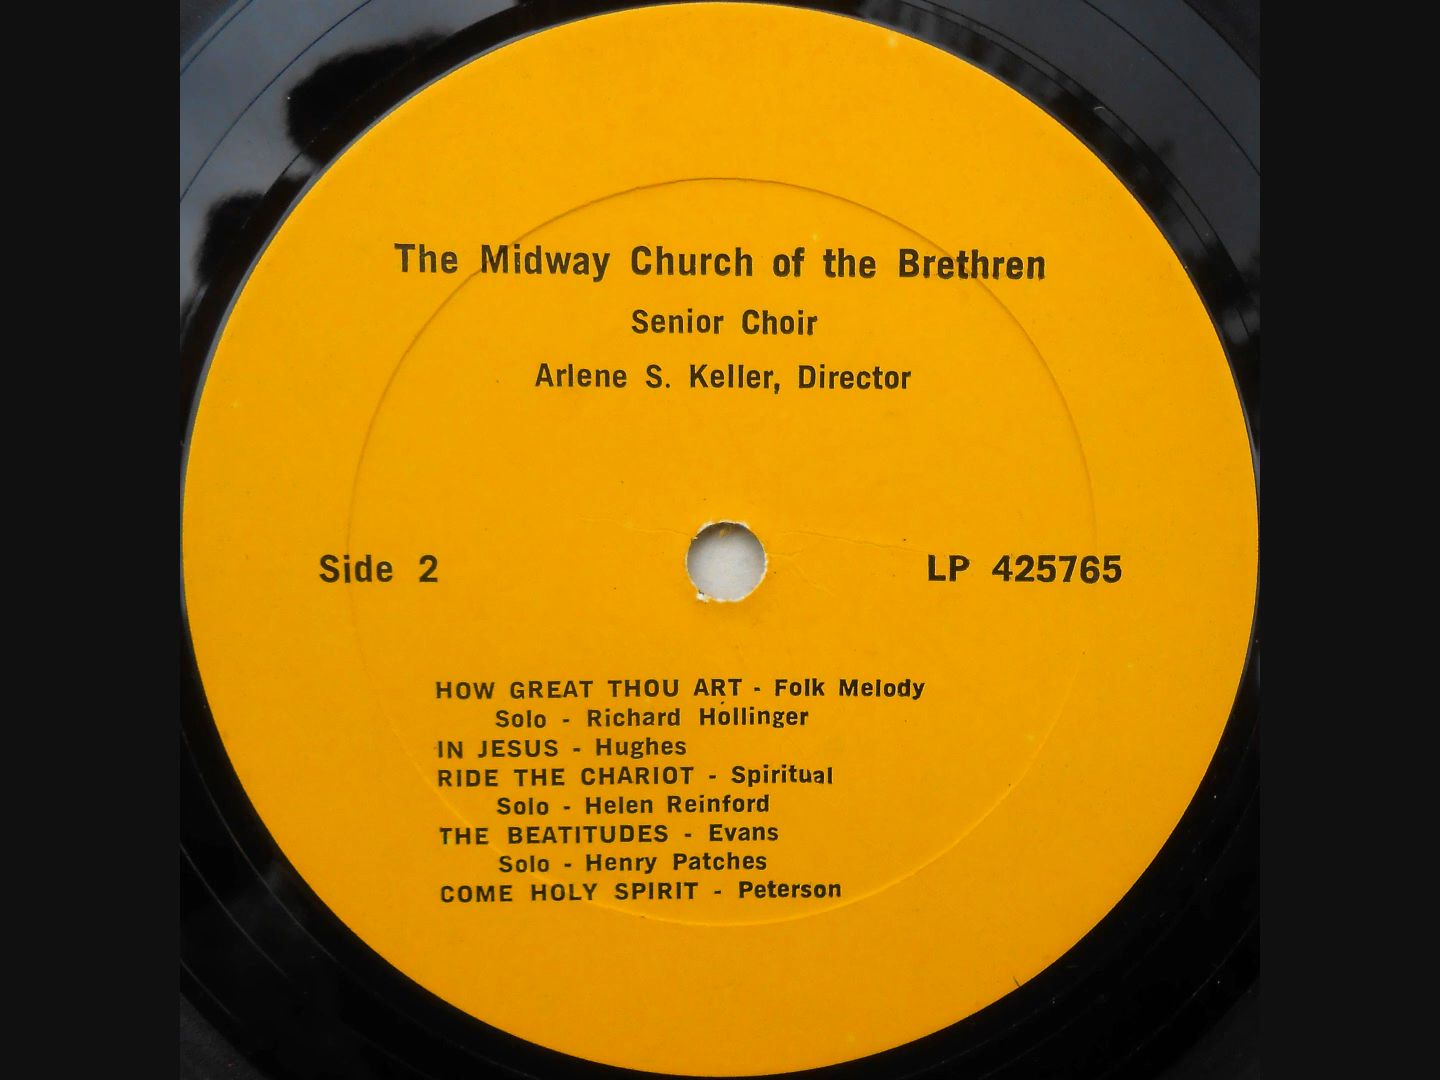 The Midway Church of the Brethren
Senior Choir
Arlene S. Keller, Director
Side 2
LP 425765
HOW GREAT THOU ART - Folk Melody
Solo - Richard Hollinger
IN JESUS - Hughes
RIDE THE CHARIOT - Spiritual
Solo - Helen Reinford
THE BEATITUDES - Evans
Solo - Henry Patches
COME HOLY SPIRIT - Peterson